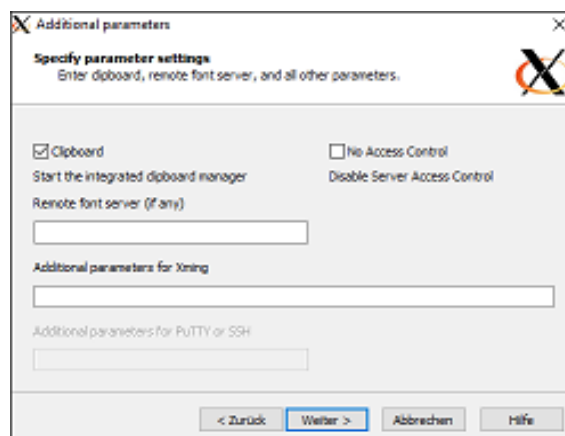 Additional parameters
Specify parameter settings
Enter clipboard, remote font server, and all other parameters.
Clipboard
No Access Control
Start the integrated clipboard manager
Disable Server Access Control
Remote font server (if any)
Additional parameters for Xming
Additional parameters for PuTTY or SSH
< Zurück
Weiter >
Abbrechen
Hilfe